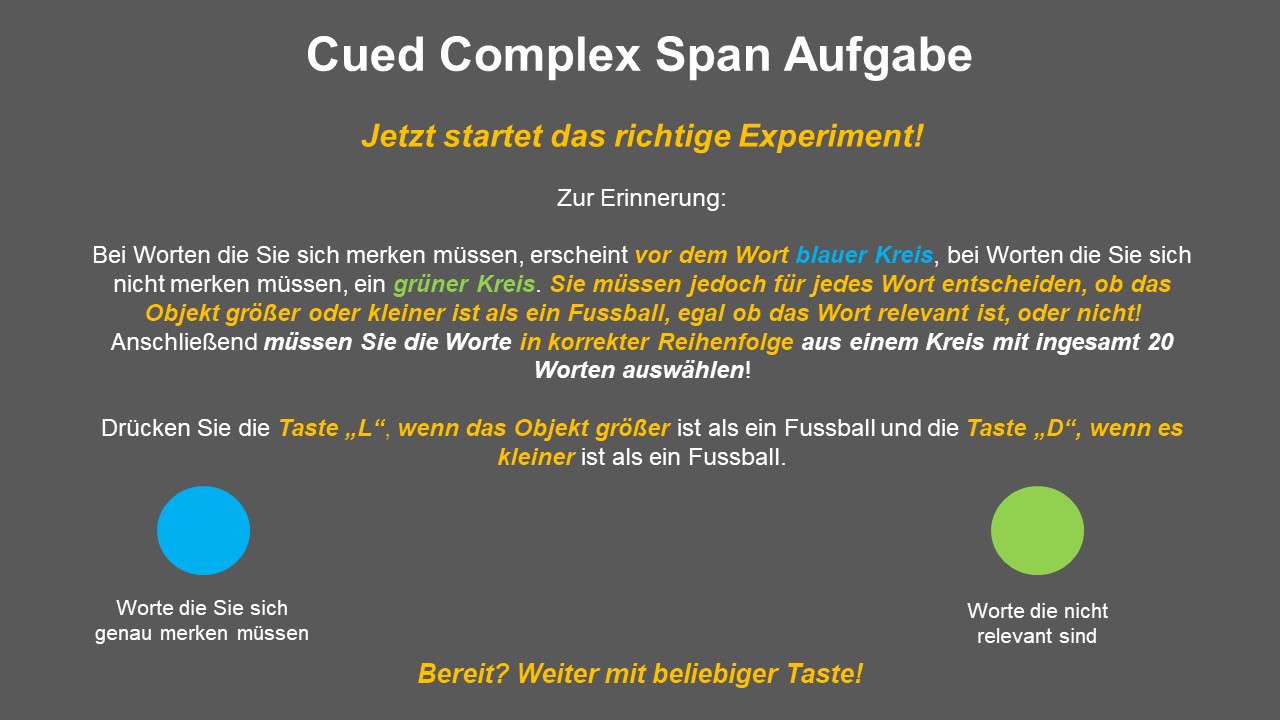 Cued Complex Span Aufgabe
Jetzt startet das richtige Experiment!
Zur Erinnerung:
Bei Worten die Sie sich merken müssen, erscheint vor dem Wort blauer Kreis, bei Worten die Sie sich
nicht merken müssen, ein grüner Kreis. Sie müssen jedoch für jedes Wort entscheiden, ob das
Objekt größer oder kleiner ist als ein Fussball, egal ob das Wort relevant ist, oder nicht!
Anschließend müssen Sie die Worte in korrekter Reihenfolge aus einem Kreis mit ingesamt 20
Worten auswählen!
Drücken Sie die Taste „L“, wenn das Objekt größer ist als ein Fussball und die Taste „D“, wenn es
kleiner ist als ein Fussball.
Worte die Sie sich
genau merken müssen
Worte die nicht
relevant sind
Bereit? Weiter mit beliebiger Taste!